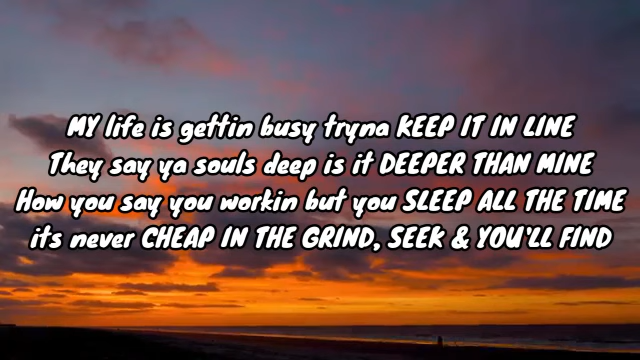 MY life is gettin busy tryna KEEP IT IN LINE
They say ya souls deep is it DEEPER THAN MINE
How you say you workin but you SLEEP ALL THE TIME
its never CHEAP IN THE GRIND, SEEK & YOU'LL FIND